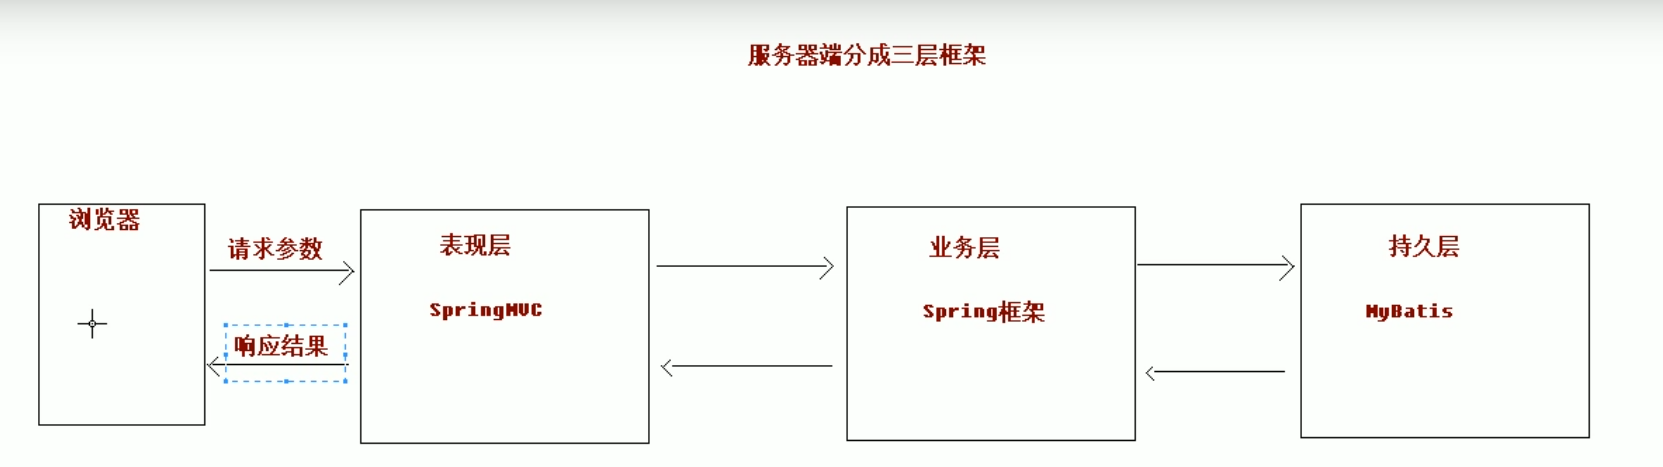 服务器端分成三层框架
浏览器
请求参数
响应结果
表现层
SpringMVC
业务层
Spring框架
持久层
MyBatis